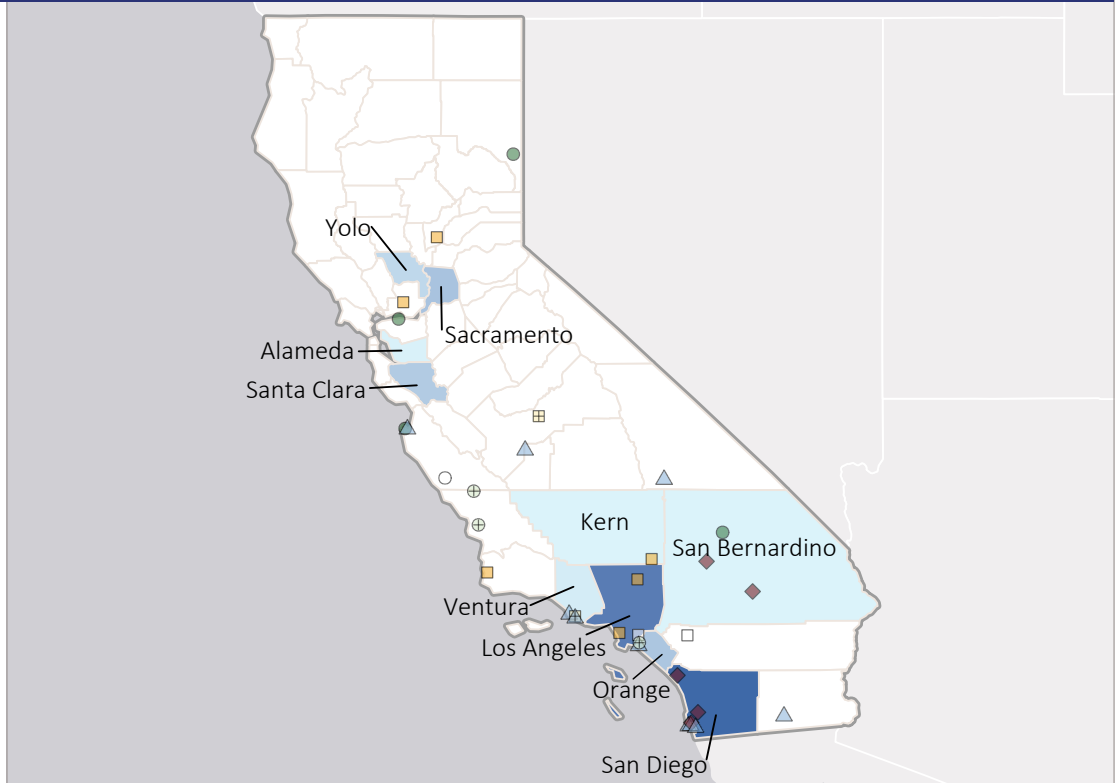 Yolo
Sacramento
Alameda
Santa Clara
Kern
San Bernardino
Ventura
Los Angeles
Orange
San Diego